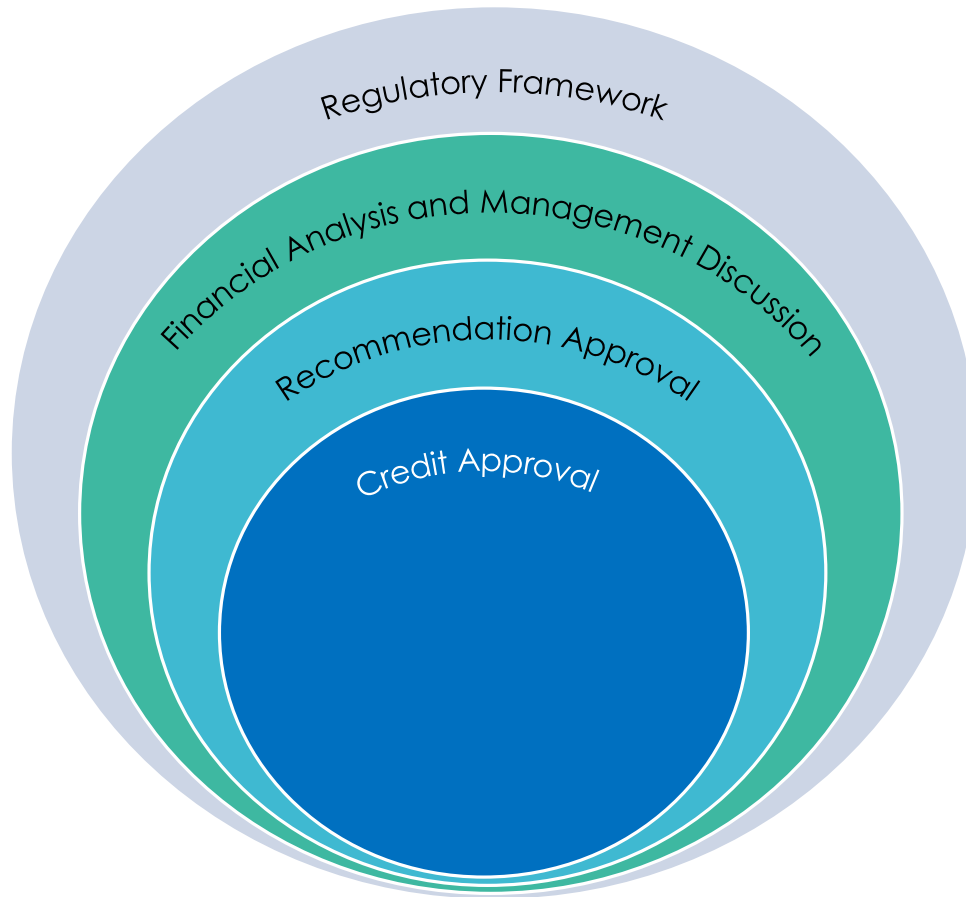 Regulatory Framework
Financial Analysis and Management Discussion
Recommendation Approval
Credit Approval